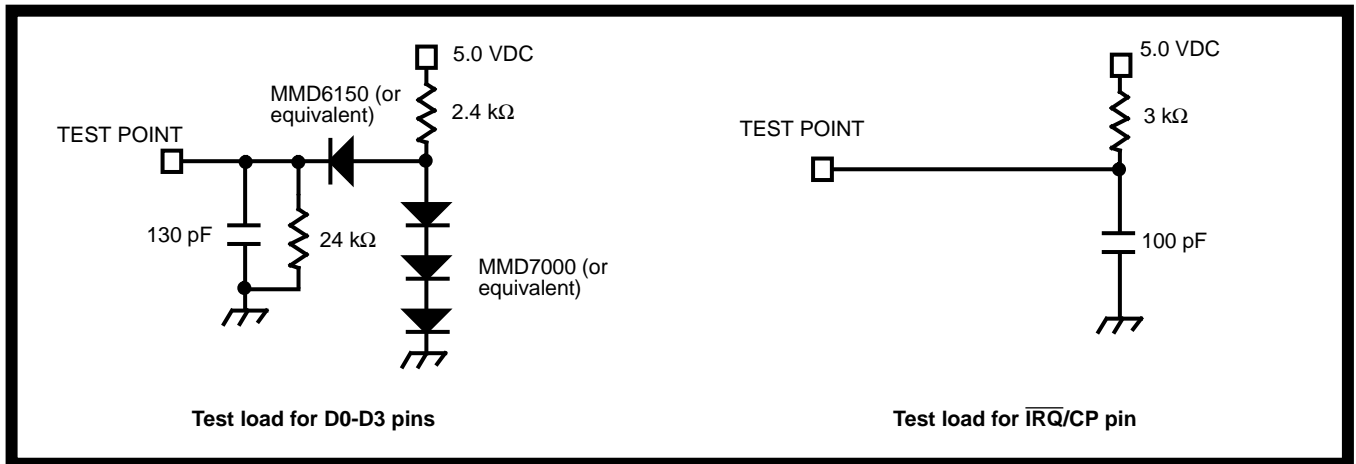 5.0 VDC
MMD6150 (or
equivalent)
2.4 kΩ
TEST POINT
130 pF
24 kΩ
MMD7000 (or
equivalent)
Test load for D0-D3 pins
5.0 VDC
3 kΩ
TEST POINT
100 pF
Test load for I̅R̅Q̅/CP pin